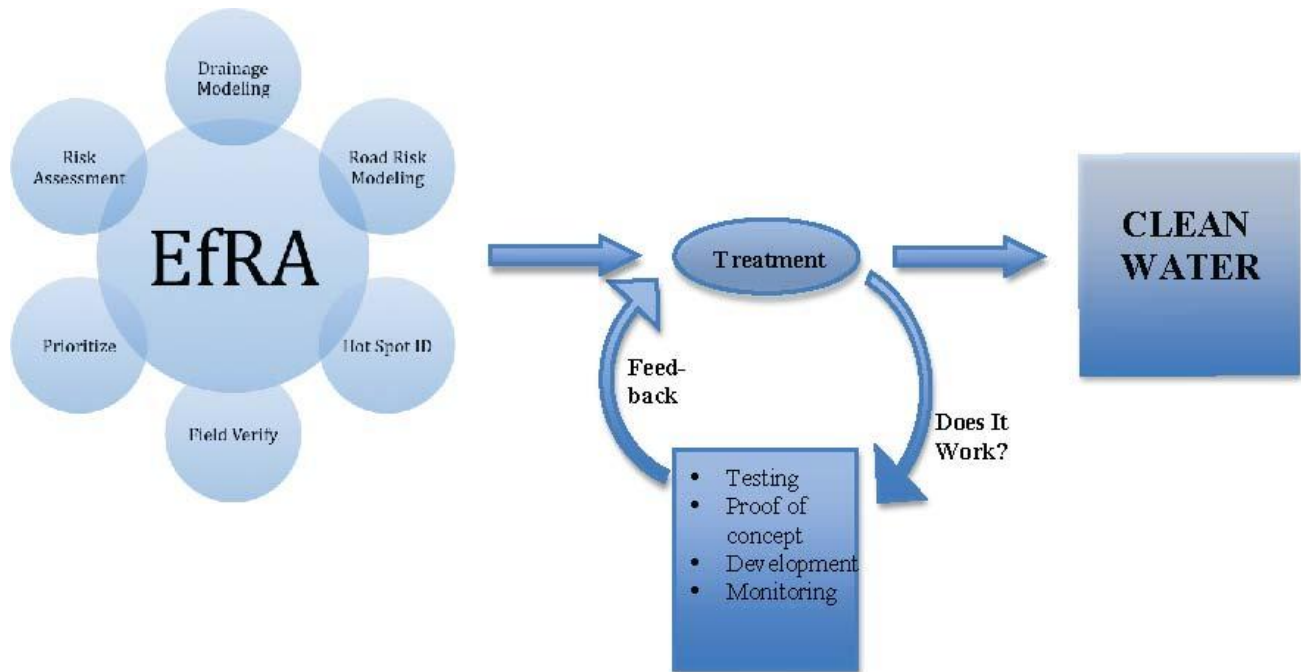 Drainage
Modeling
Risk
Assessment
Road Risk
Modeling
EfRA
Prioritize
Hot Spot ID
Field Verify
Treatment
CLEAN
WATER
Feed-
back
Does It
Work?
• Testing
• Proof of
concept
• Development
• Monitoring